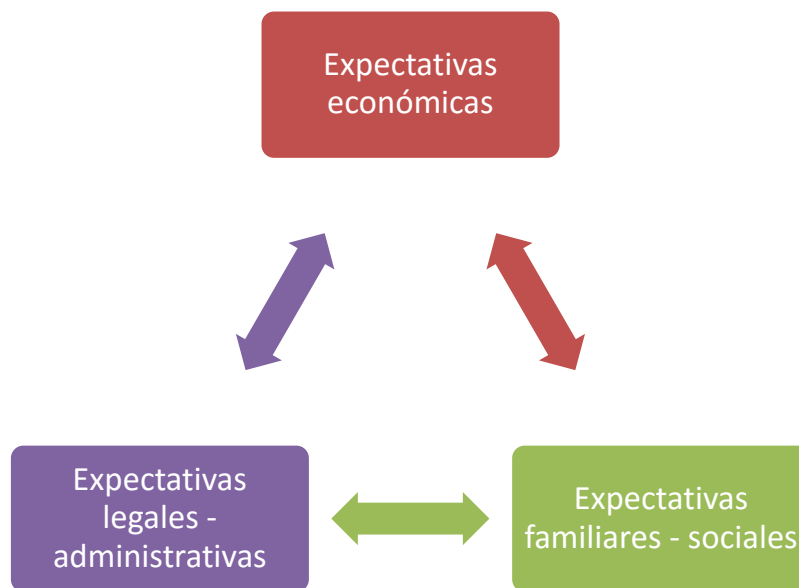 Expectativas
económicas
Expectativas
legales -
administrativas
Expectativas
familiares - sociales